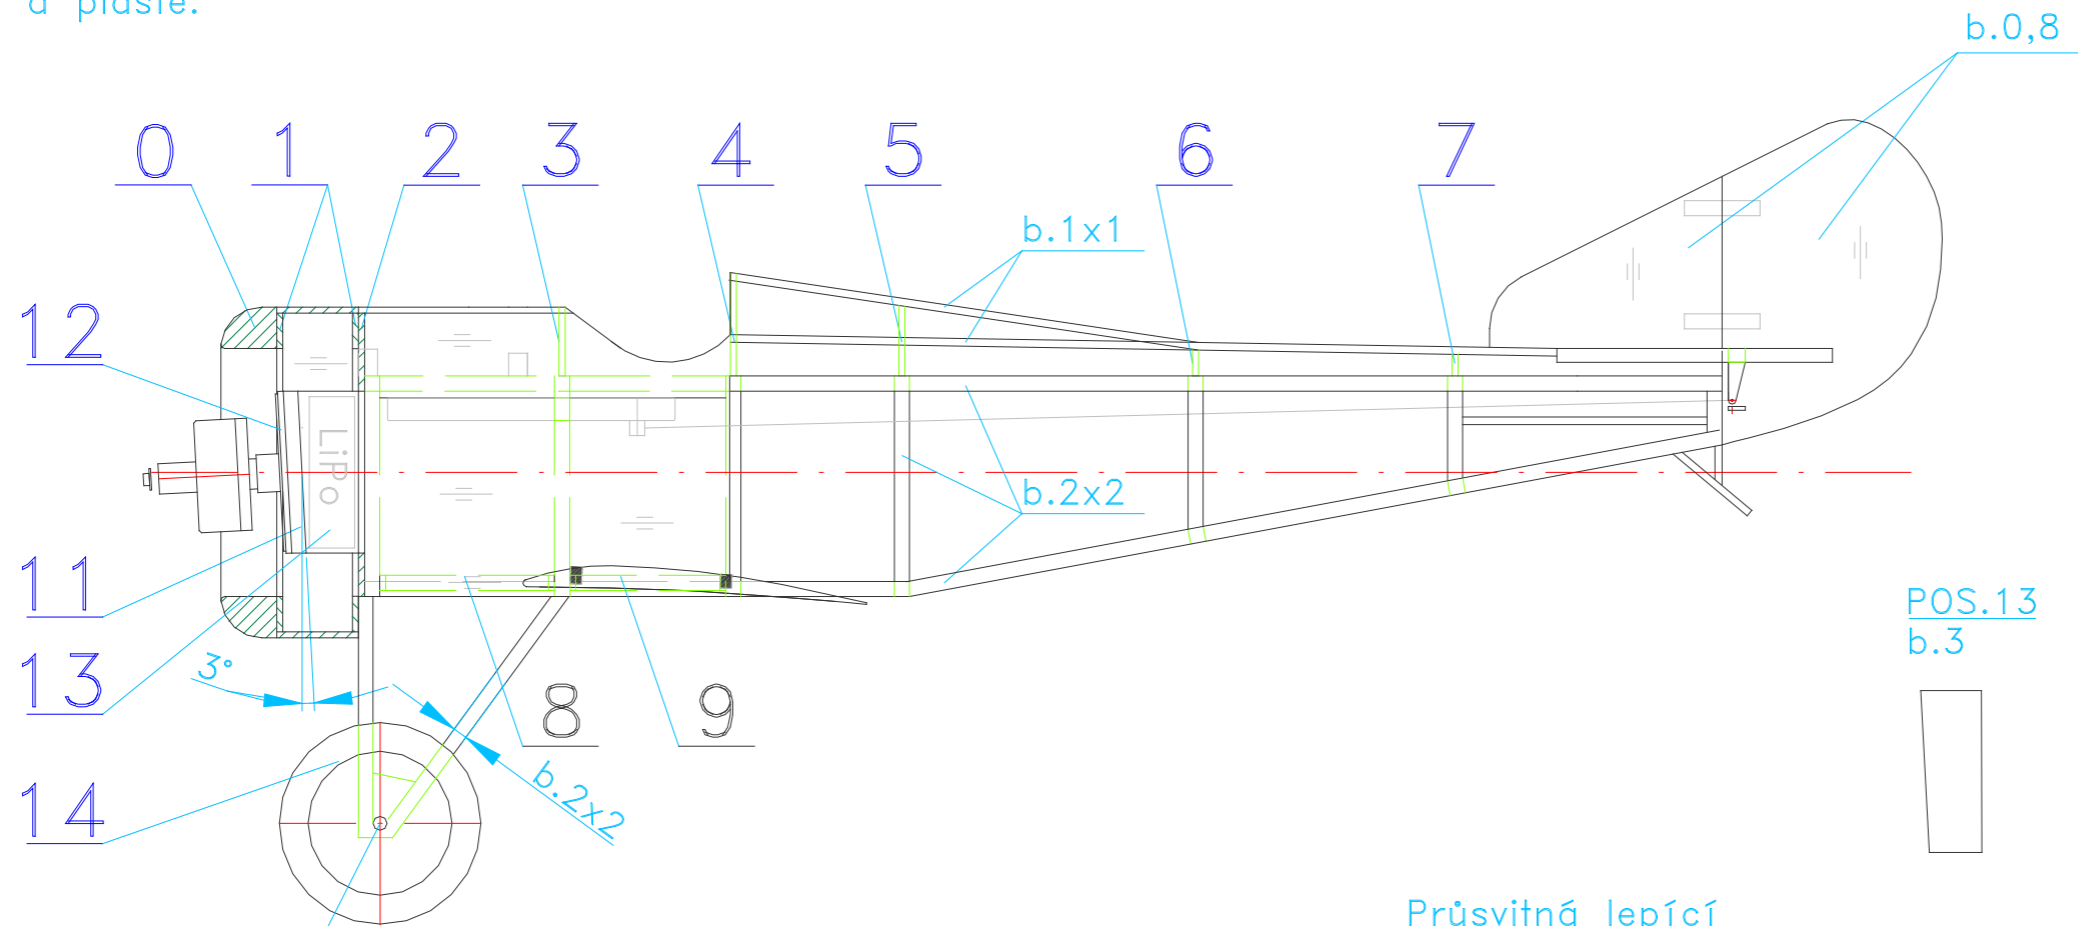 a plášte.
b.0,8
0 1 2 3 4 5 6 7
b.1x1
12
LiPo
b.2x2
11
POS.13
b.3
13
3°
8 9
b.2x2
14
Průsvitná lepící